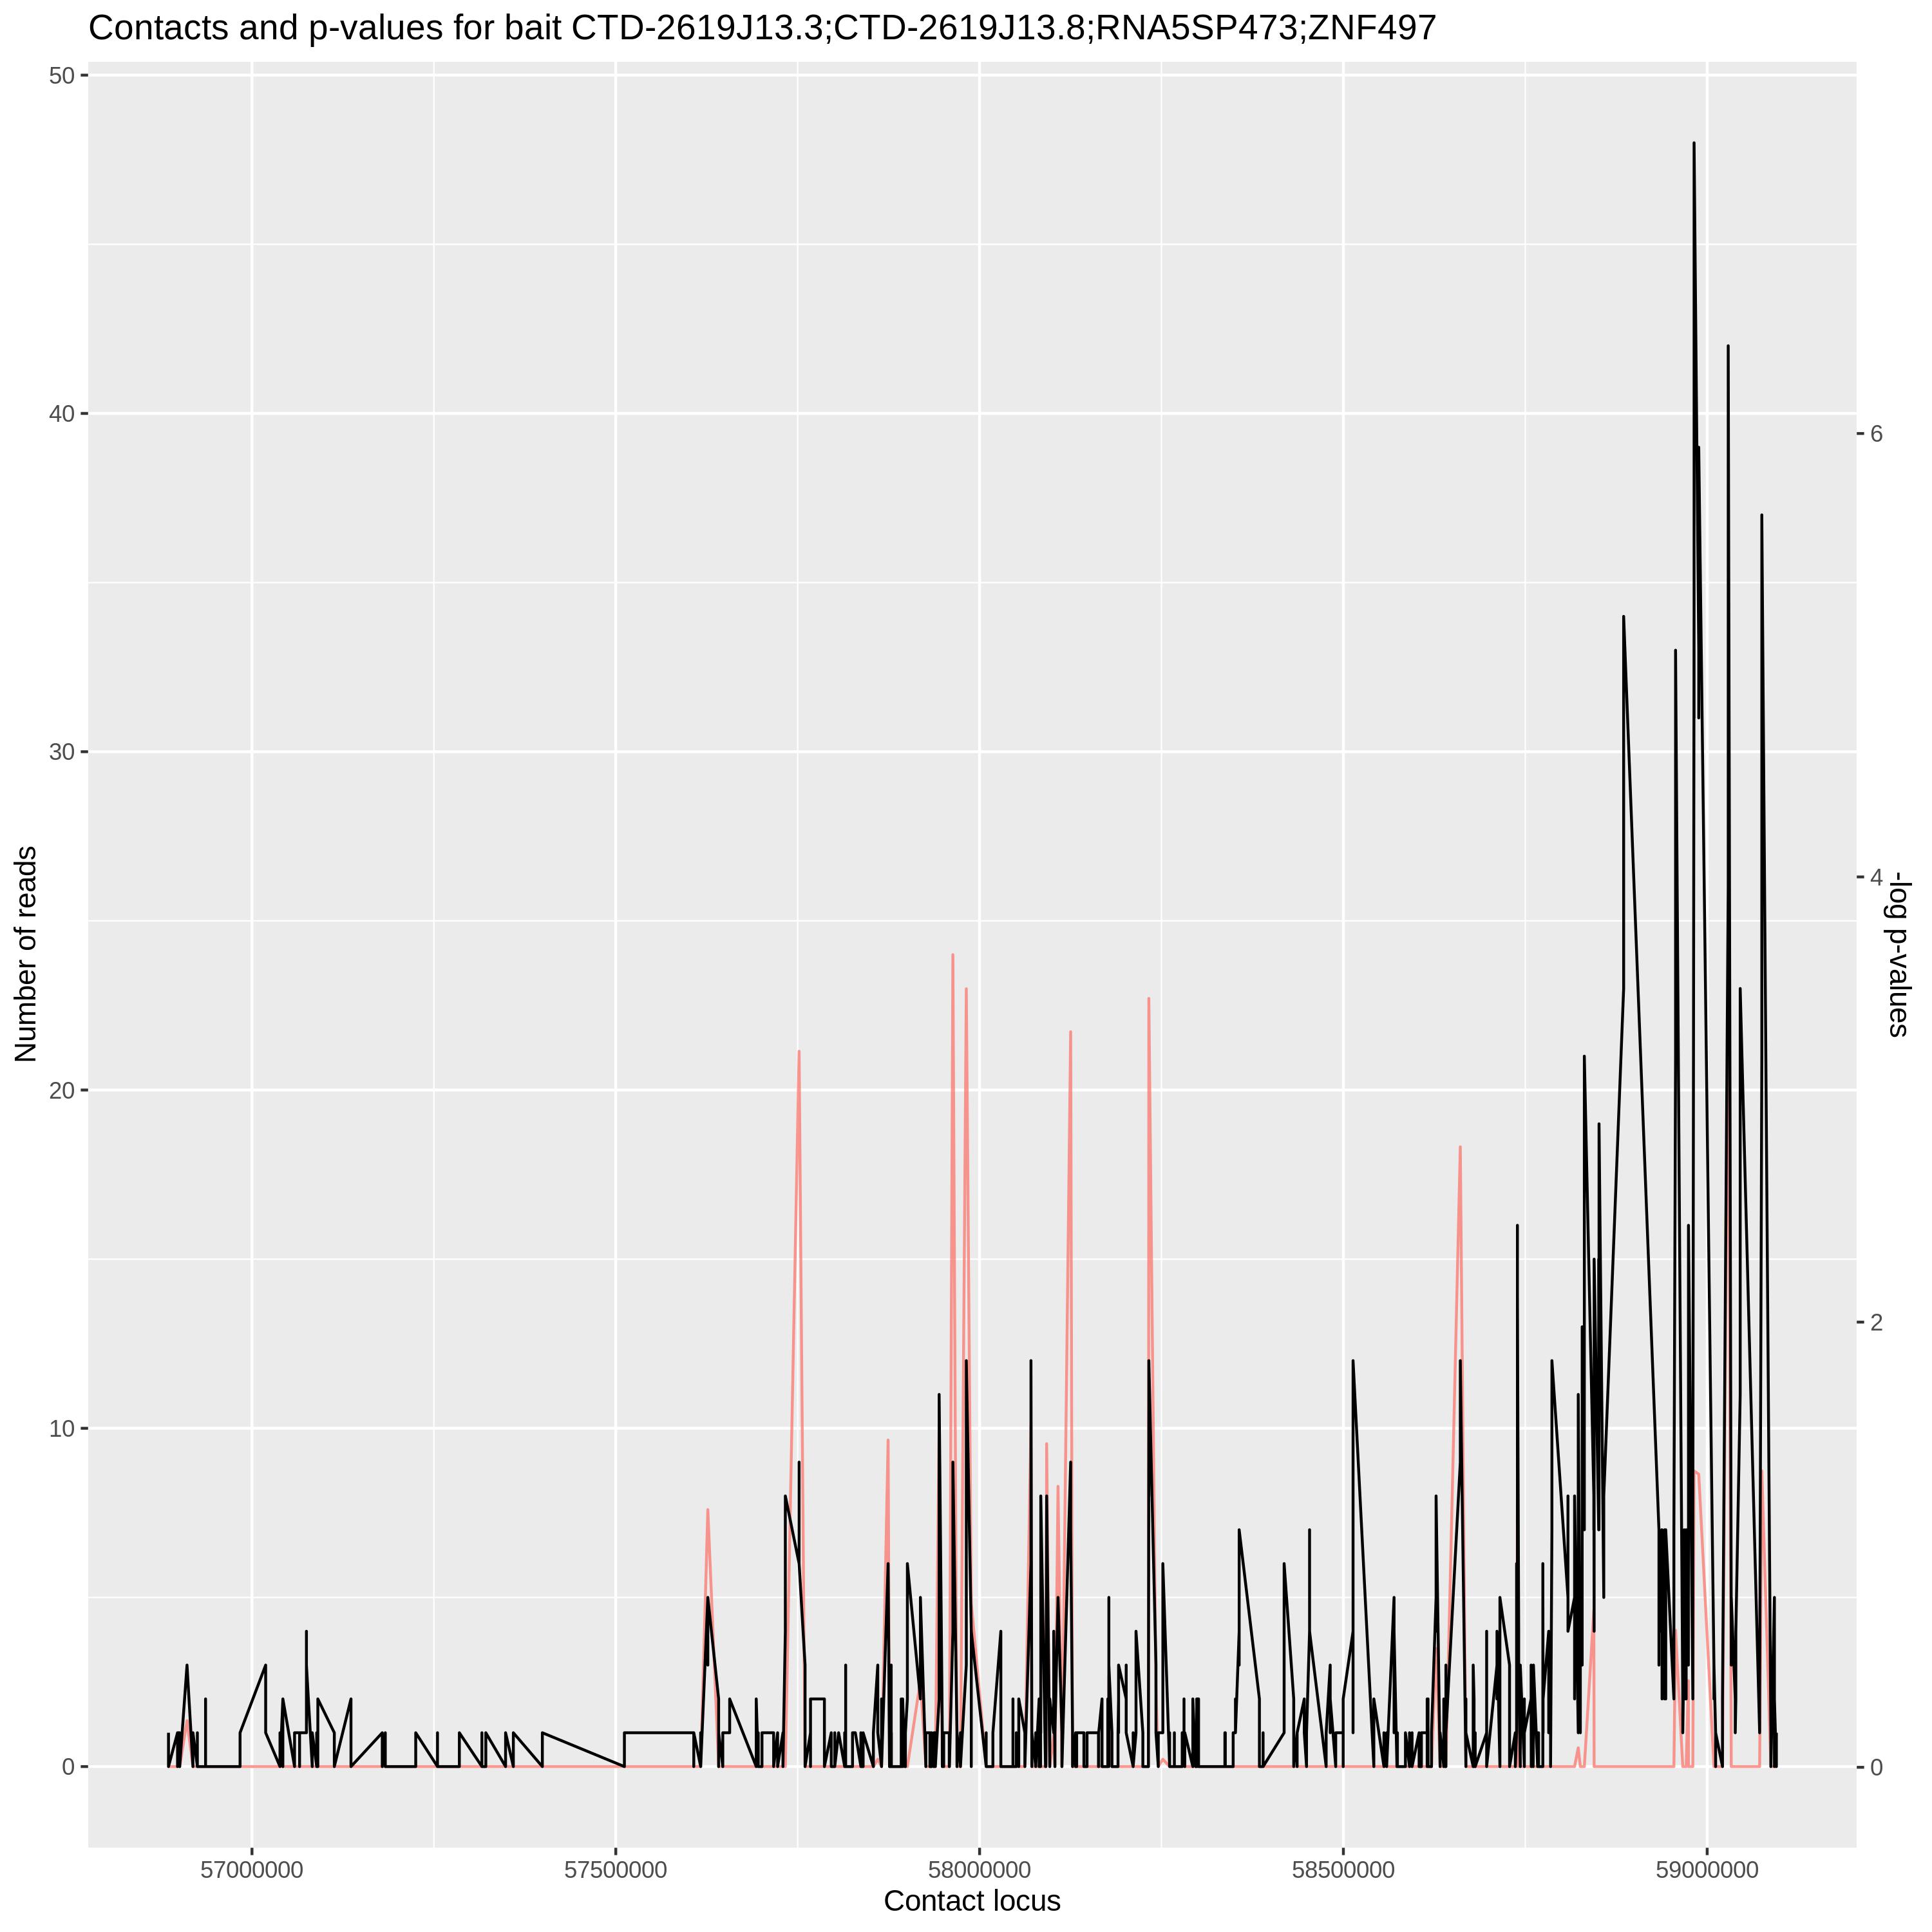 Contacts and p-values for bait CTD-2619J13.3;CTD-2619J13.8;RNA5SP473;ZNF497
50
40
30
20
10
0
Number of reads
6
4
2
0
-log p-values
57000000 57500000 58000000 58500000 59000000
Contact locus